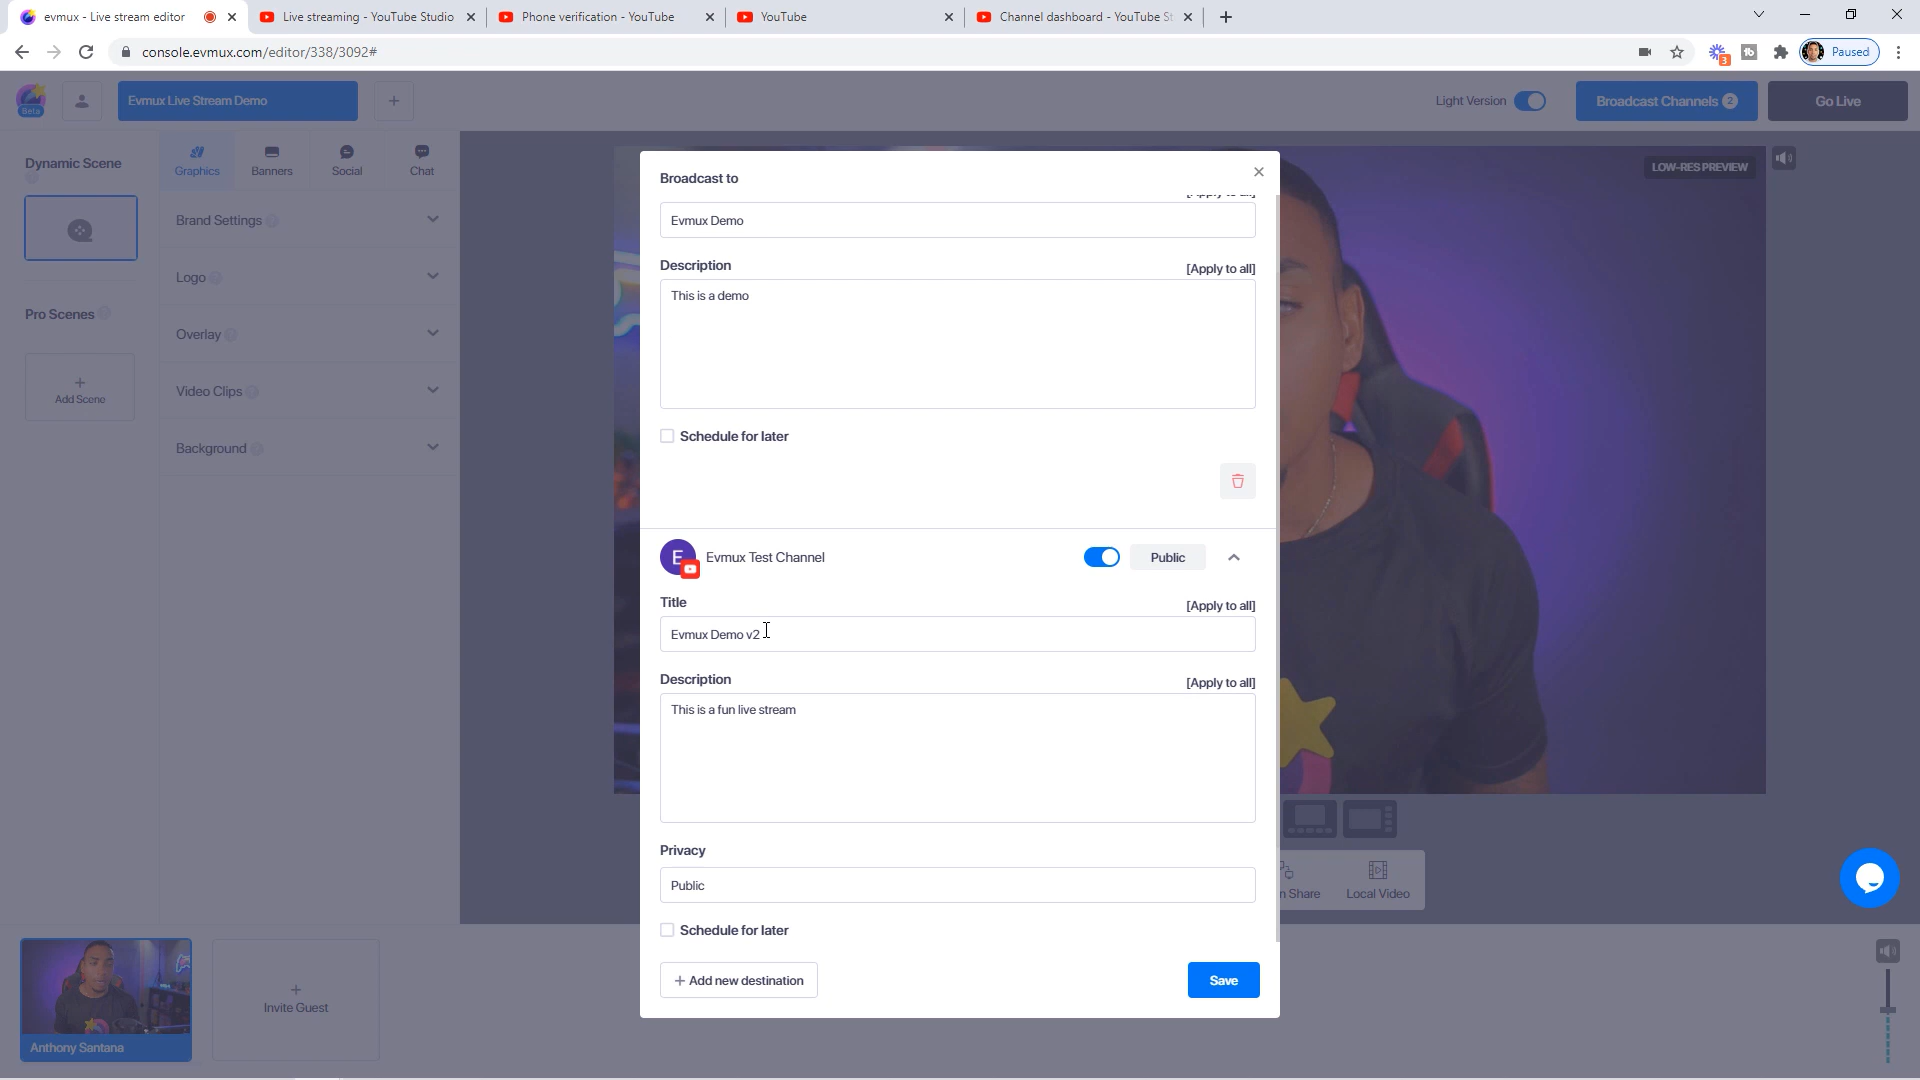 evmux - Live stream editor
Live streaming - YouTube Studio
Phone verification - YouTube
YouTube
Channel dashboard - YouTube St
console.evmux.com/editor/338/3092#
3
Paused
Beta
Evmux Live Stream Demo
Light Version
Broadcast Channels 2
Go Live
Dynamic Scene
Graphics
Banners
Social
Chat
LOW-RES PREVIEW
Brand Settings
Logo
Pro Scenes
Overlay
Add Scene
Video Clips
Background
Broadcast to
[Apply to all]
Evmux Demo
Description
[Apply to all]
This is a demo
Schedule for later
E
Evmux Test Channel
Public
Title
[Apply to all]
Evmux Demo v2
Description
[Apply to all]
This is a fun live stream
Privacy
Public
Schedule for later
+ Add new destination
Save
n Share
Local Video
Invite Guest
Anthony Santana